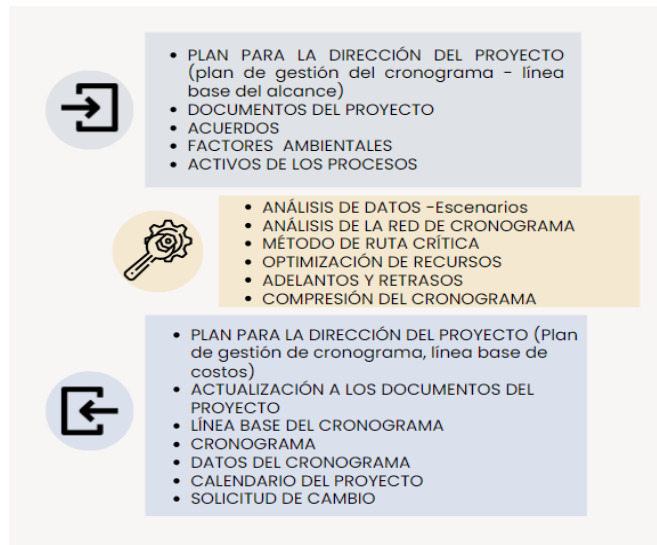 • PLAN PARA LA DIRECCIÓN DEL PROYECTO
(plan de gestión del cronograma - línea
base del alcance)
• DOCUMENTOS DEL PROYECTO
• ACUERDOS
• FACTORES AMBIENTALES
• ACTIVOS DE LOS PROCESOS
• ANÁLISIS DE DATOS -Escenarios
• ANÁLISIS DE LA RED DE CRONOGRAMA
• MÉTODO DE RUTA CRÍTICA
• OPTIMIZACIÓN DE RECURSOS
• ADELANTOS Y RETRASOS
• COMPRESIÓN DEL CRONOGRAMA
• PLAN PARA LA DIRECCIÓN DEL PROYECTO (Plan
de gestión de cronograma, línea base de
costos)
• ACTUALIZACIÓN A LOS DOCUMENTOS DEL
PROYECTO
• LÍNEA BASE DEL CRONOGRAMA
• CRONOGRAMA
• DATOS DEL CRONOGRAMA
• CALENDARIO DEL PROYECTO
• SOLICITUD DE CAMBIO